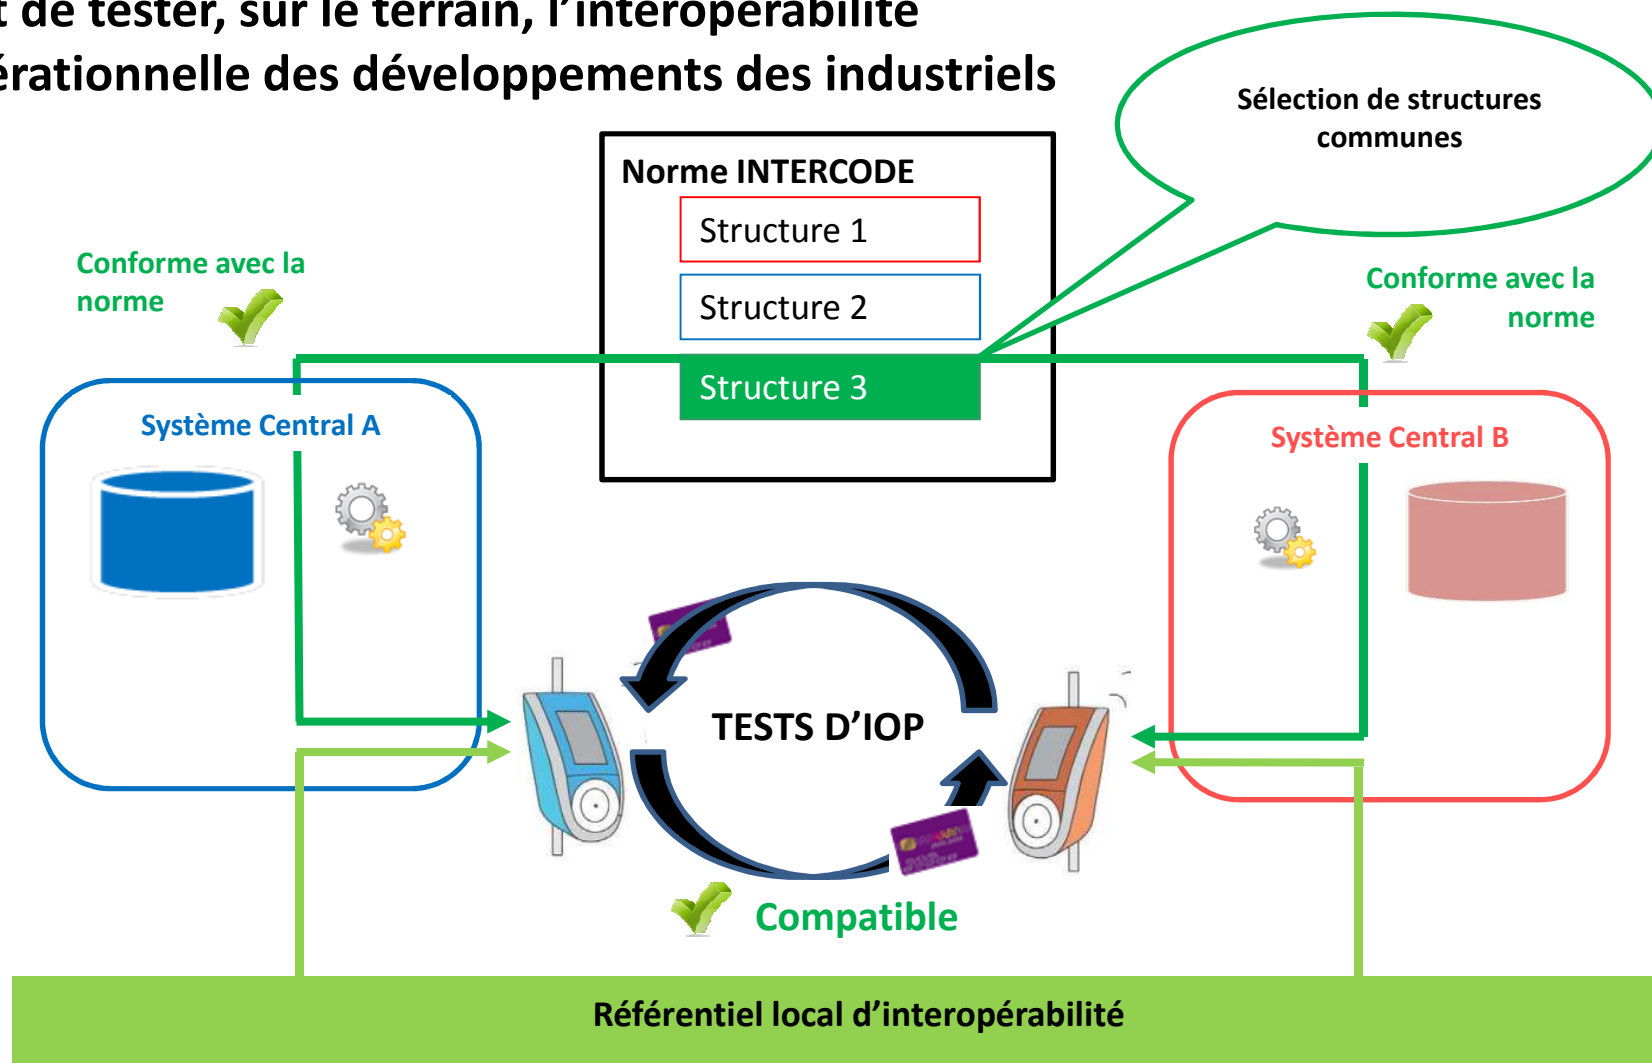 t de tester, sur le terrain, l’interopérabilité
érationnelle des développements des industriels
Sélection de structures
communes
Norme INTERCODE
Structure 1
Structure 2
Structure 3
Conforme avec la
norme
Conforme avec la
norme
Système Central A
Système Central B
TESTS D’IOP
Compatible
Référentiel local d’interopérabilité